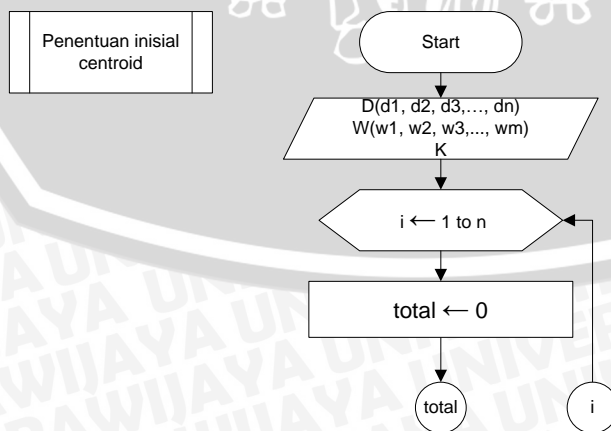 Penentuan inisial
centroid
Start
D(d1, d2, d3,…, dn)
W(w1, w2, w3,..., wm)
K
i ← 1 to n
total ← 0
total
i